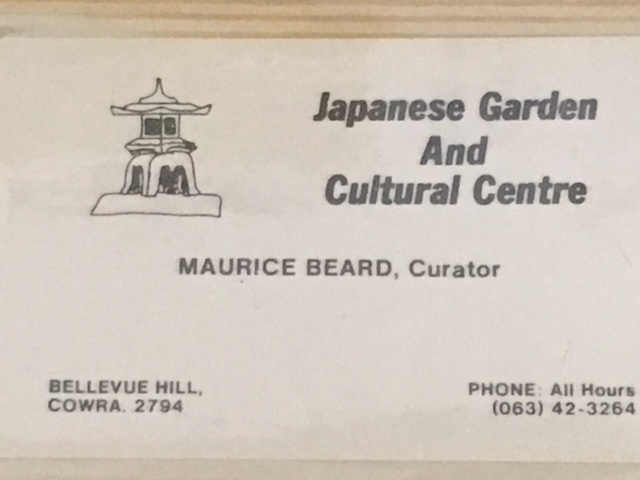 Japanese Garden
And
Cultural Centre
MAURICE BEARD, Curator
BELLEVUE HILL,
COWRA. 2794
PHONE: All Hours
(063) 42-3264